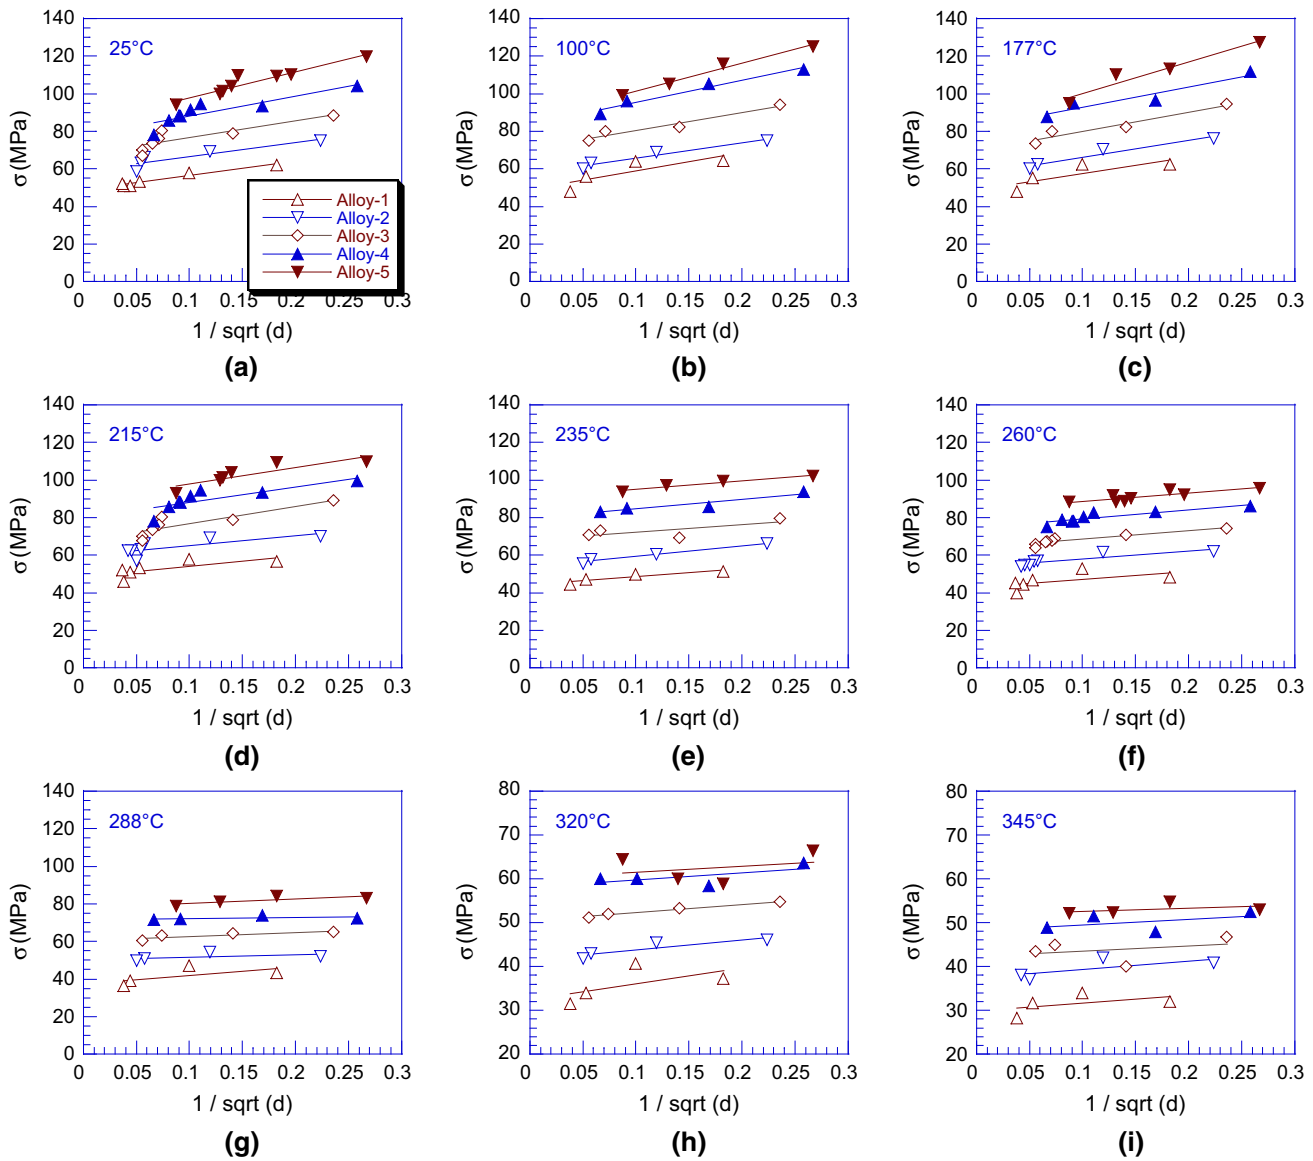 140
120
100
80
60
40
20
0
σ (MPa)
25°C
Alloy-1
Alloy-2
Alloy-3
Alloy-4
Alloy-5
0 0.05 0.1 0.15 0.2 0.25 0.3
1 / sqrt (d)
(a)
140
120
100
80
60
40
20
0
σ (MPa)
100°C
0 0.05 0.1 0.15 0.2 0.25 0.3
1 / sqrt (d)
(b)
140
120
100
80
60
40
20
0
σ (MPa)
177°C
0 0.05 0.1 0.15 0.2 0.25 0.3
1 / sqrt (d)
(c)
140
120
100
80
60
40
20
0
σ (MPa)
215°C
0 0.05 0.1 0.15 0.2 0.25 0.3
1 / sqrt (d)
(d)
140
120
100
80
60
40
20
0
σ (MPa)
235°C
0 0.05 0.1 0.15 0.2 0.25 0.3
1 / sqrt (d)
(e)
140
120
100
80
60
40
20
0
σ (MPa)
260°C
0 0.05 0.1 0.15 0.2 0.25 0.3
1 / sqrt (d)
(f)
140
120
100
80
60
40
20
0
σ (MPa)
288°C
0 0.05 0.1 0.15 0.2 0.25 0.3
1 / sqrt (d)
(g)
80
70
60
50
40
30
20
σ (MPa)
320°C
0 0.05 0.1 0.15 0.2 0.25 0.3
1 / sqrt (d)
(h)
80
70
60
50
40
30
20
σ (MPa)
345°C
0 0.05 0.1 0.15 0.2 0.25 0.3
1 / sqrt (d)
(i)